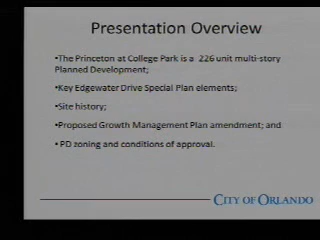 Presentation Overview
•The Princeton at College Park is a 226 unit multi-story
Planned Development;
•Key Edgewater Drive Special Plan elements;
•Site history;
•Proposed Growth Management Plan amendment; and
• PD zoning and conditions of approval.
CITY OF ORLANDO